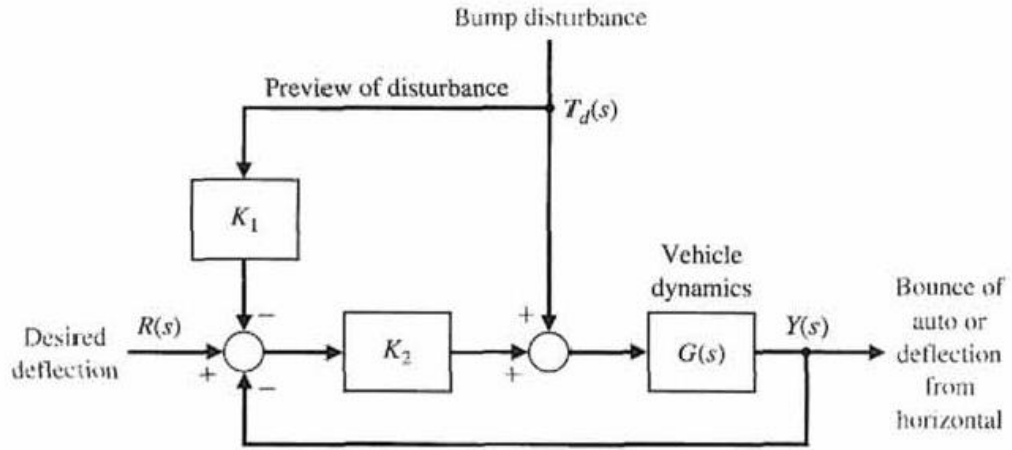 Bump disturbance
Preview of disturbance
T_d(s)
K_1
Vehicle
dynamics
Bounce of
auto or
deflection
from
horizontal
Desired
deflection
R(s)
+
−
−
K_2
+
+
G(s)
Y(s)